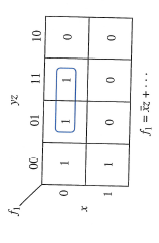 f₁ yz
00 01 11 10
0 1 1 1 0
x
1 1 0 0 0
f₁ = x̄z + ···